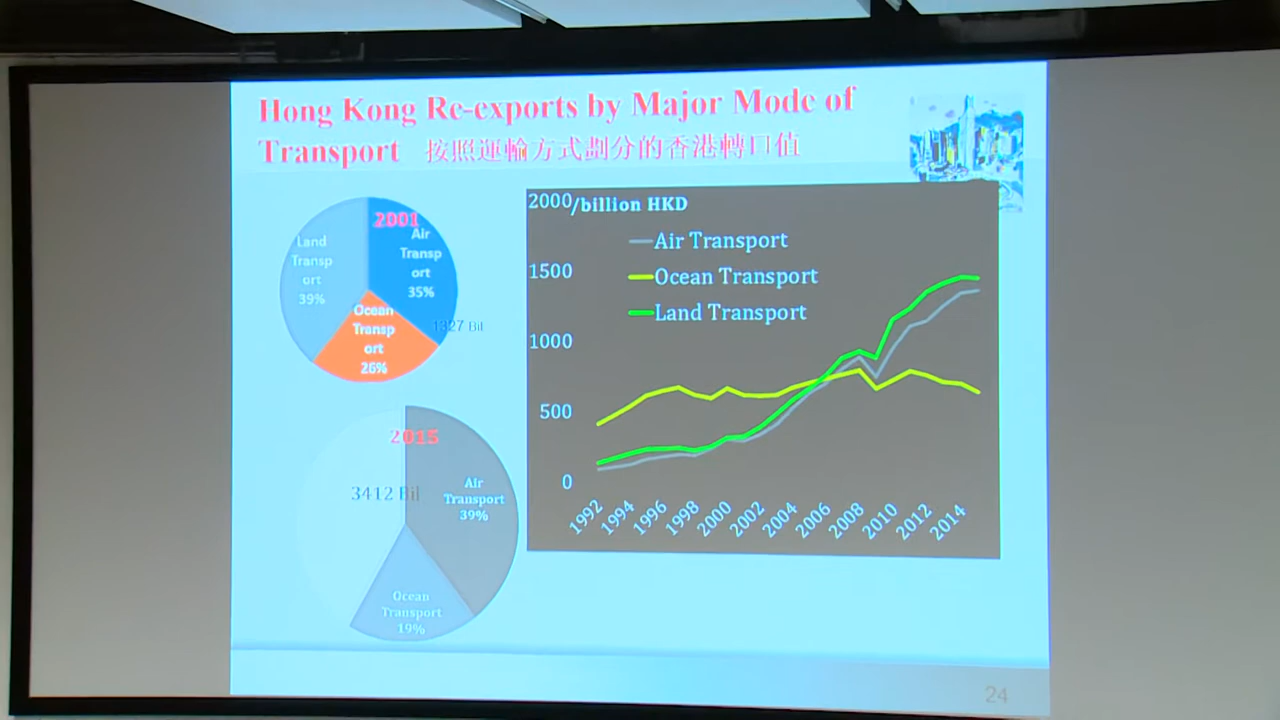 Hong Kong Re-exports by Major Mode of
Transport 按照運輸方式劃分的香港轉口值
2001
Air
Transp
ort
35%
Land
Transp
ort
39%
Ocean
Transp
ort
26%
1327 Bil
2015
3412 Bil
Air
Transport
39%
Ocean
Transport
19%
2000/billion HKD
Air Transport
Ocean Transport
Land Transport
1500
1000
500
0
1992
1994
1996
1998
2000
2002
2004
2006
2008
2010
2012
2014
24